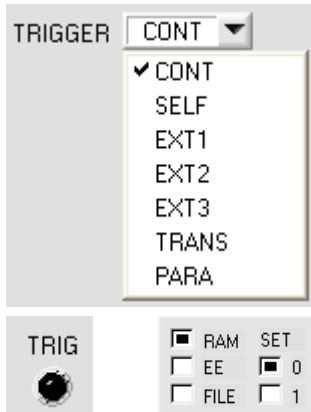 TRIGGER CONT
CONT
SELF
EXT1
EXT2
EXT3
TRANS
PARA
TRIG
RAM SET
EE 0
FILE 1